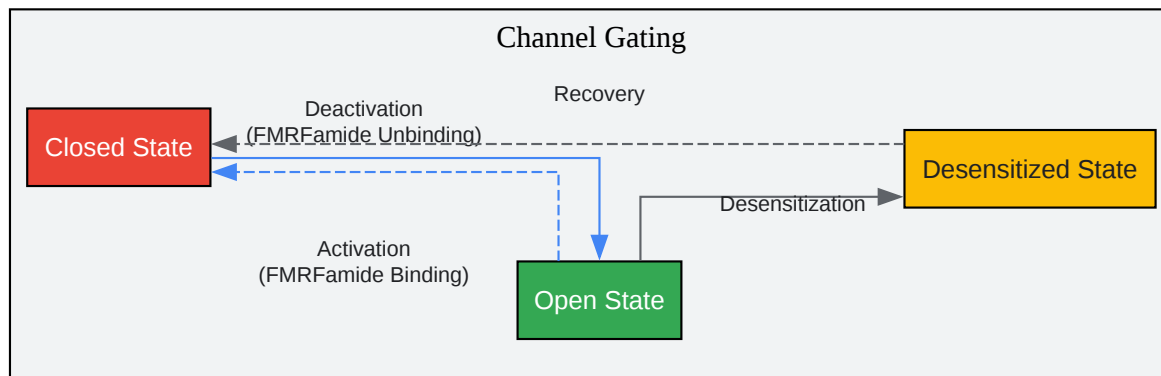 Channel Gating
Recovery
Deactivation
(FMRFamide Unbinding)
Closed State
Desensitized State
Desensitization
Activation
(FMRFamide Binding)
Open State